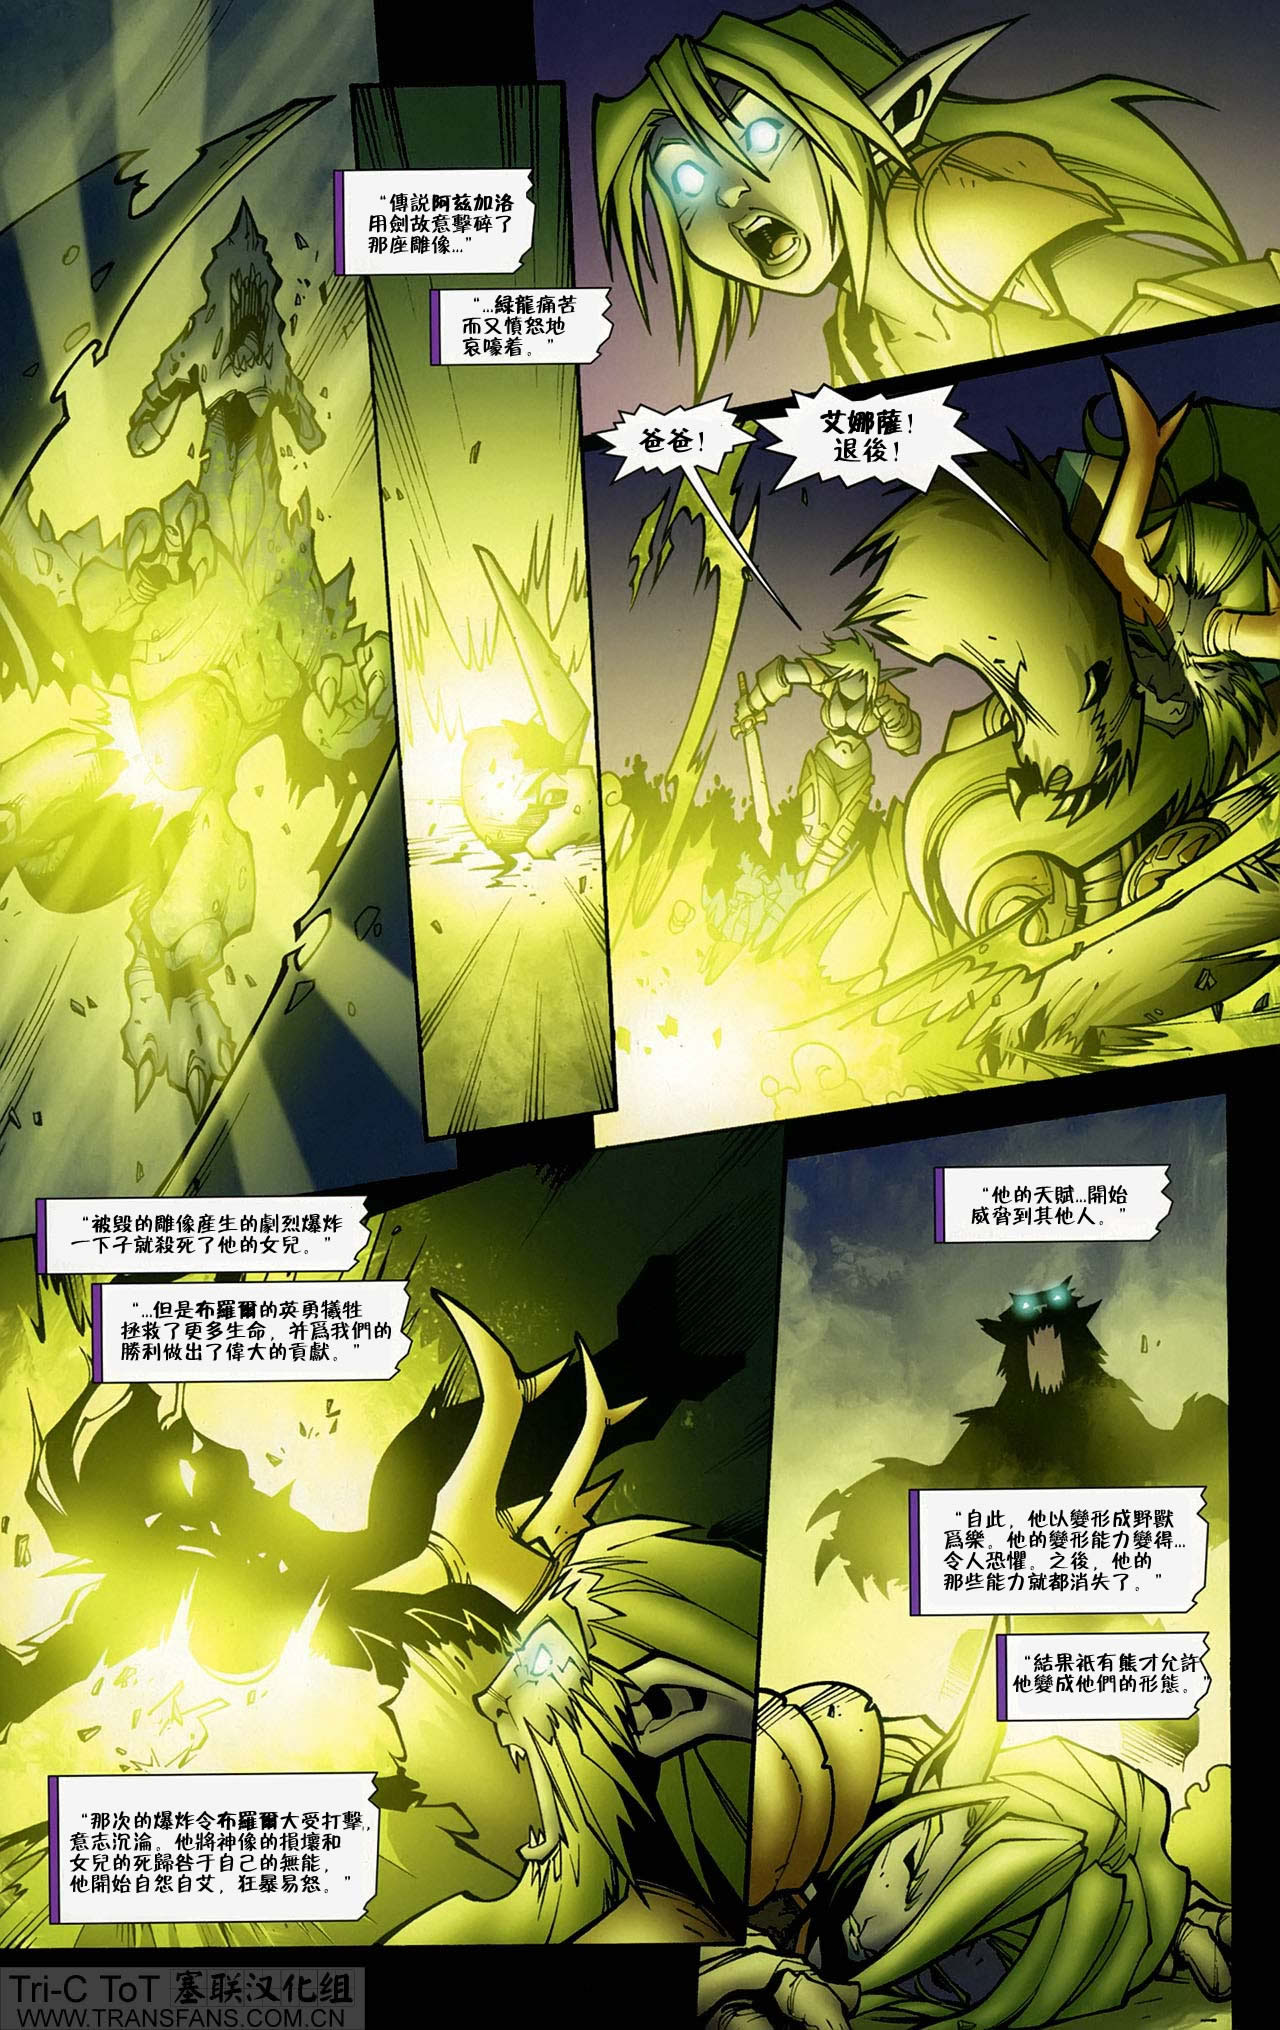 “傳説阿兹加洛
用劍故意擊碎了
那座雕像...”
“...緑龍痛苦
而又憤怒地
哀嚎着。”
爸爸！
艾娜薩！
退後！
“被毁的雕像産生的劇烈爆炸
一下子就殺死了他的女兒。”
“...但是布羅爾的英勇犧牲
拯救了更多生命，并爲我們的
勝利做出了偉大的貢獻。”
“那次的爆炸令布羅爾大受打擊，
意志沉淪。他將神像的損壞和
女兒的死歸咎于自己的無能，
他開始自怨自艾，狂暴易怒。”
“他的天賦...開始
威脅到其他人。”
“自此，他以變形成野獸
爲樂。他的變形能力變得...
令人恐懼。之後，他的
那些能力就都消失了。”
“結果祇有熊才允許
他變成他們的形態。”
Tri-C ToT 塞联汉化组
WWW.TRANSFANS.COM.CN